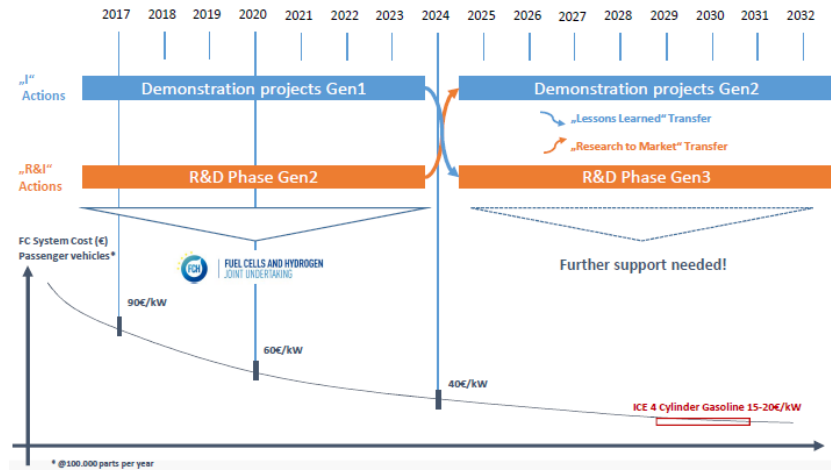 2017 2018 2019 2020 2021 2022 2023 2024 2025 2026 2027 2028 2029 2030 2031 2032
„I“
Actions
Demonstration projects Gen1
Demonstration projects Gen2
„Lessons Learned“ Transfer
„Research to Market“ Transfer
„R&I“
Actions
R&D Phase Gen2
R&D Phase Gen3
FC System Cost (€)
Passenger vehicles*
FCH
FUEL CELLS AND HYDROGEN
JOINT UNDERTAKING
Further support needed!
90€/kW
60€/kW
40€/kW
ICE 4 Cylinder Gasoline 15-20€/kW
* @100.000 parts per year